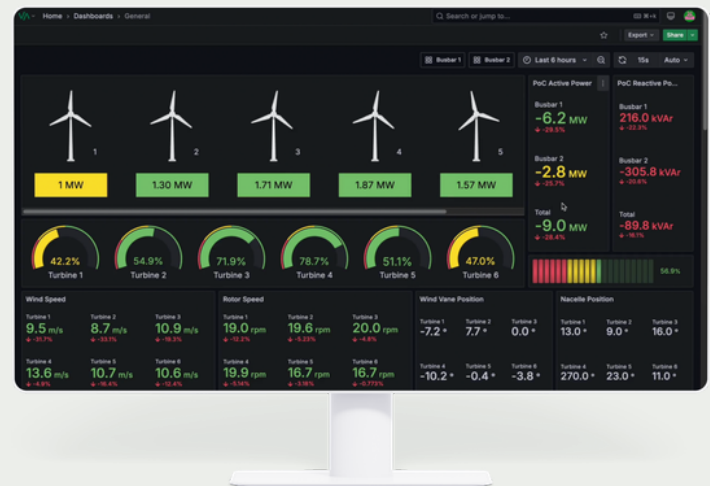 Home › Dashboards › General
Search or jump to...
⌘+k
Export
Share
Busbar 1
Busbar 2
Last 6 hours
15s
Auto
1
2
3
4
5
1 MW
1.30 MW
1.71 MW
1.87 MW
1.57 MW
PoC Active Power
Busbar 1
-6.2 MW
-29.5%
Busbar 2
-2.8 MW
-25.7%
Total
-9.0 MW
-28.4%
PoC Reactive Po...
Busbar 1
216.0 kVAr
-22.3%
Busbar 2
-305.8 kVAr
-20.6%
Total
-89.8 kVAr
-16.1%
42.2%
Turbine 1
54.9%
Turbine 2
71.9%
Turbine 3
78.7%
Turbine 4
51.1%
Turbine 5
47.0%
Turbine 6
56.9%
Wind Speed
Turbine 1
9.5 m/s
-31.7%
Turbine 2
8.7 m/s
-33.1%
Turbine 3
10.9 m/s
-19.2%
Turbine 4
13.6 m/s
-4.9%
Turbine 5
10.7 m/s
-16.4%
Turbine 6
10.6 m/s
-12.4%
Rotor Speed
Turbine 1
19.0 rpm
-12.2%
Turbine 2
19.6 rpm
-5.23%
Turbine 3
20.0 rpm
-4.8%
Turbine 4
19.9 rpm
-5.14%
Turbine 5
16.7 rpm
-3.18%
Turbine 6
16.7 rpm
-0.773%
Wind Vane Position
Turbine 1
-7.2 °
Turbine 2
7.7 °
Turbine 3
0.0 °
Turbine 4
-10.2 °
Turbine 5
-0.4 °
Turbine 6
-3.8 °
Nacelle Position
Turbine 1
13.0 °
Turbine 2
9.0 °
Turbine 3
16.0 °
Turbine 4
270.0 °
Turbine 5
23.0 °
Turbine 6
11.0 °